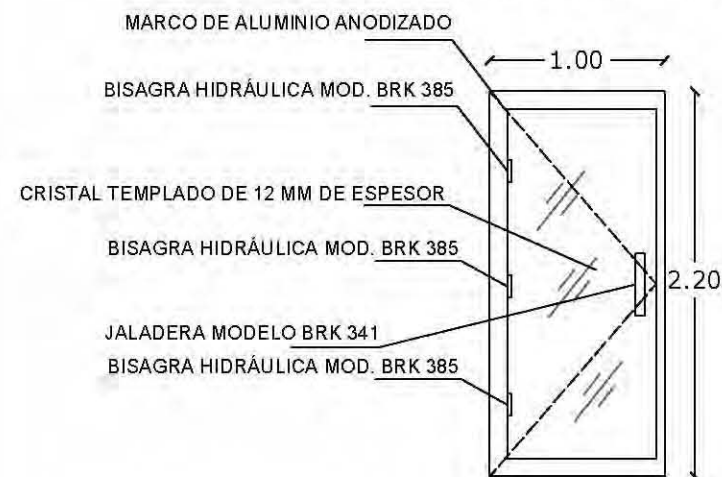 MARCO DE ALUMINIO ANODIZADO
1.00
BISAGRA HIDRÁULICA MOD. BRK 385
CRISTAL TEMPLADO DE 12 MM DE ESPESOR
BISAGRA HIDRÁULICA MOD. BRK 385
2.20
JALADERA MODELO BRK 341
BISAGRA HIDRÁULICA MOD. BRK 385